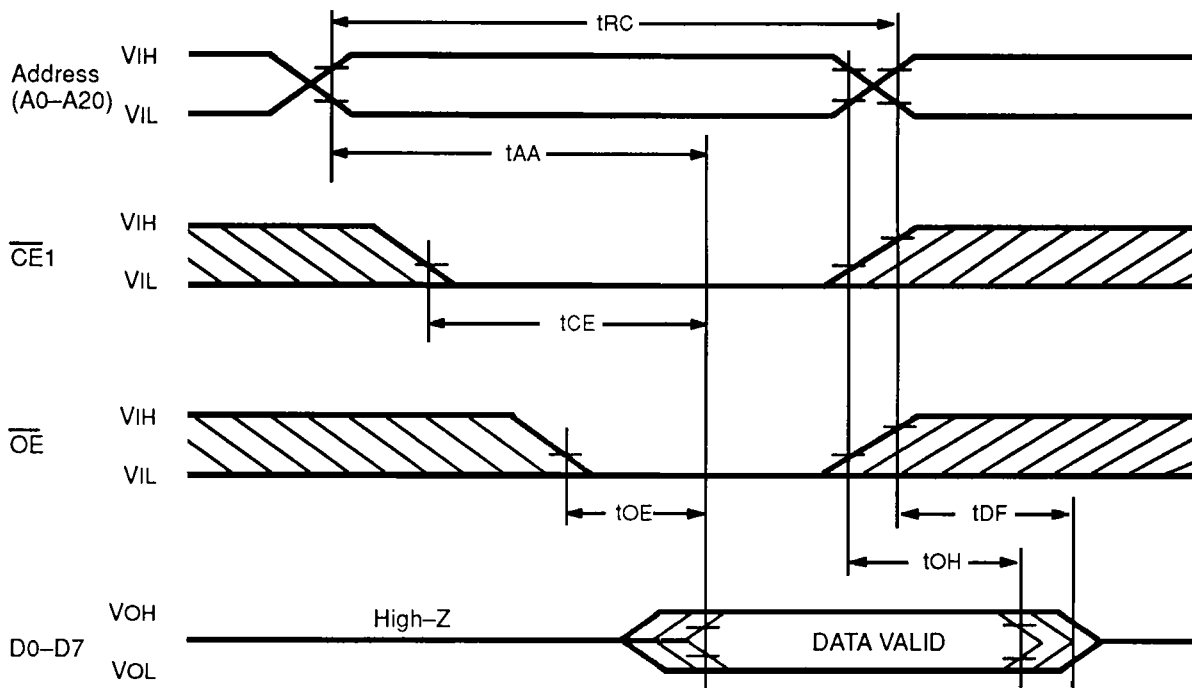 tRC
VIH
Address
(A0–A20)
VIL
tAA
VIH
CE1
VIL
tCE
VIH
OE
VIL
tOE
tDF
tOH
VOH
High–Z
D0–D7
DATA VALID
VOL